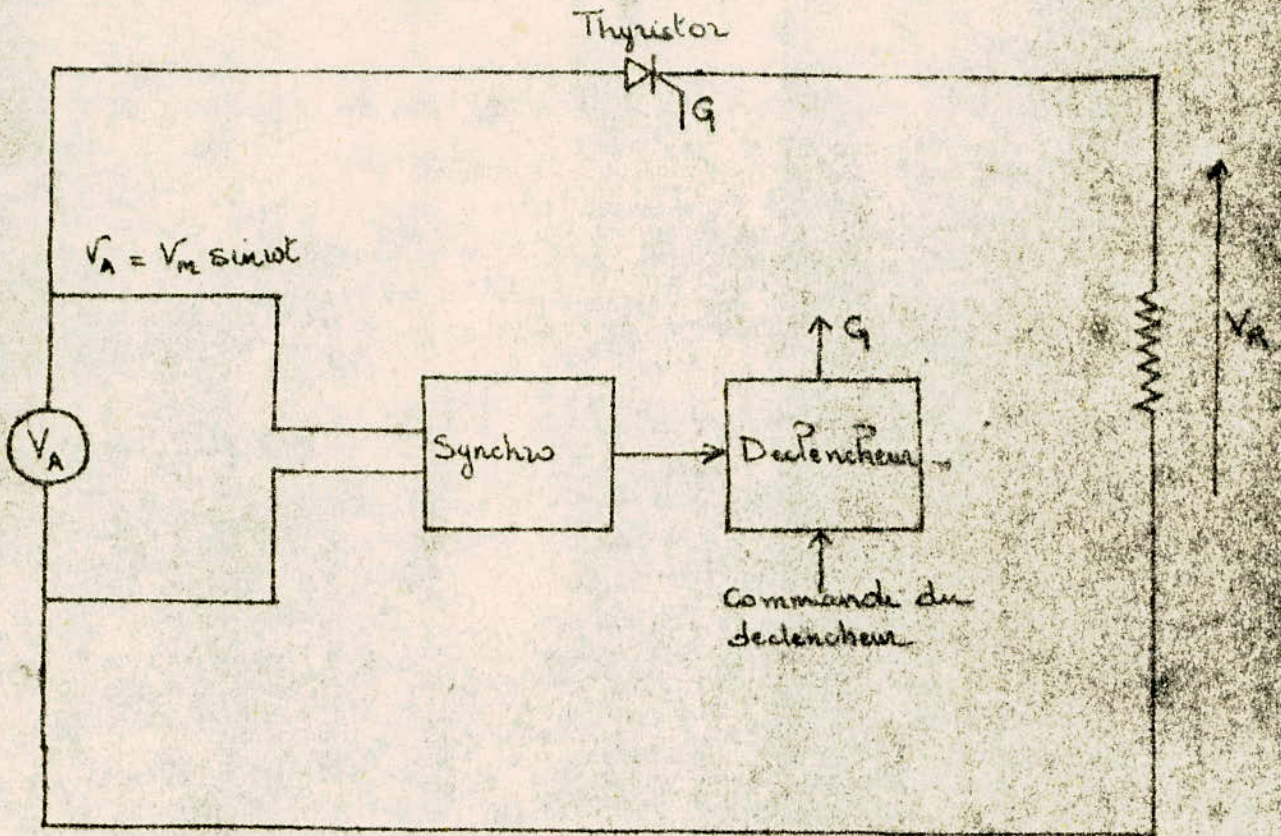 Thyristor
G
V_A = V_m sin ωt
G
V_R
V_A
Synchro
Declencheur
Commande du
declencheur